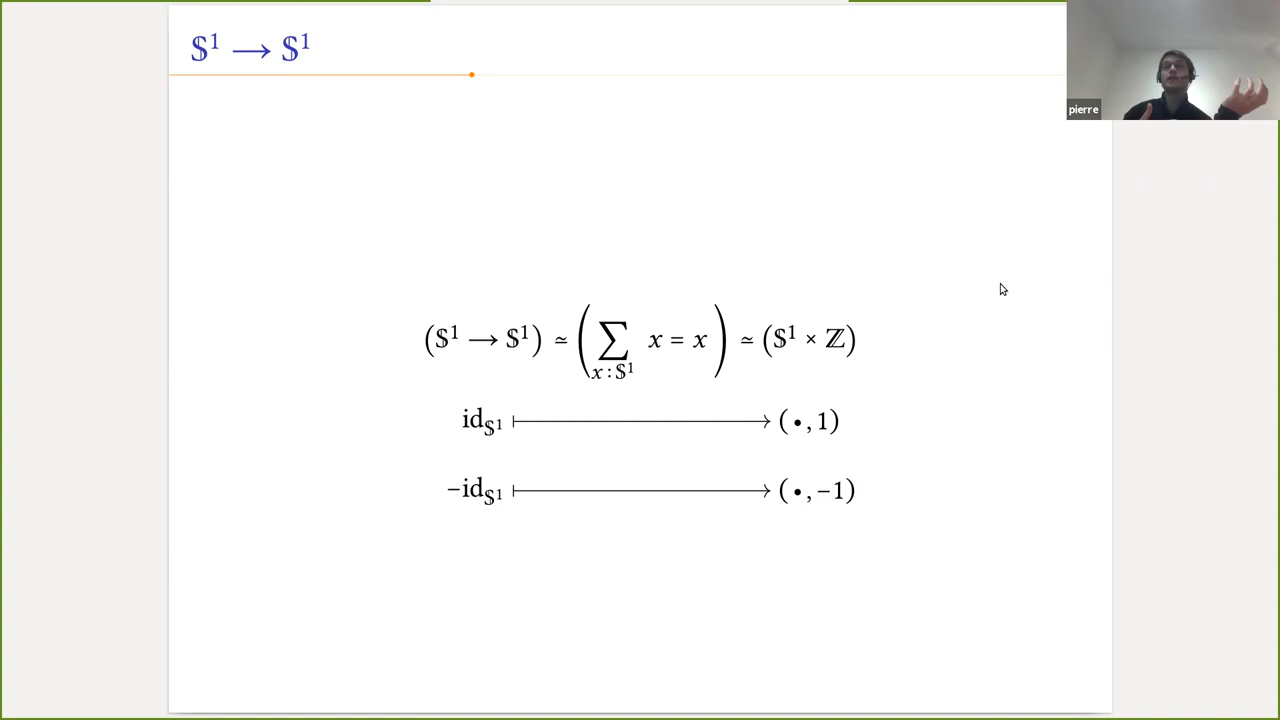 𝕊¹ ⟶ 𝕊¹
pierre
(𝕊¹ ⟶ 𝕊¹) ≃ (∑_{x : 𝕊¹} x = x) ≃ (𝕊¹ × ℤ)
id_{𝕊¹} ⟼ (•, 1)
−id_{𝕊¹} ⟼ (•, −1)